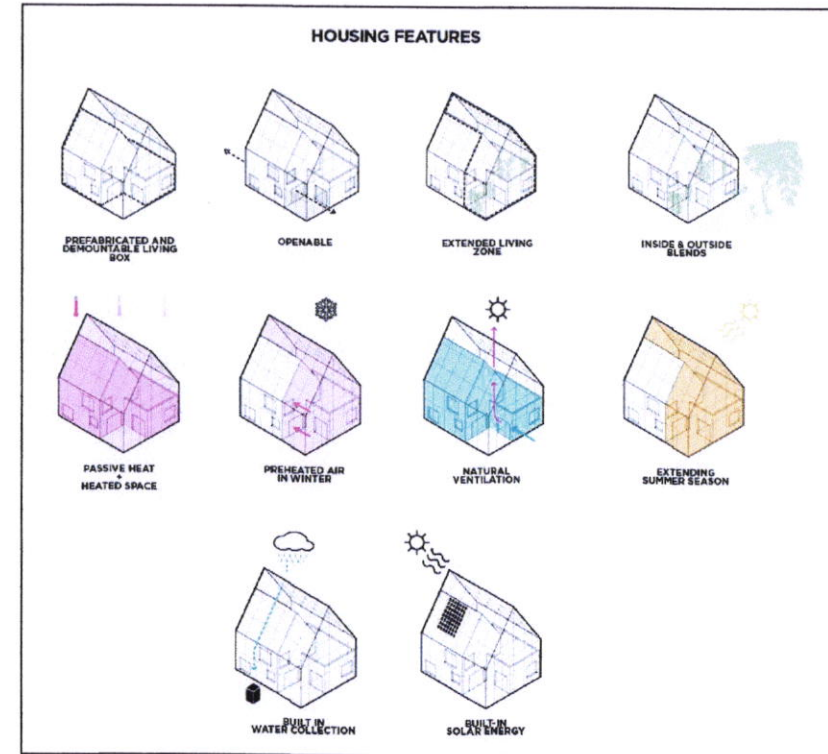 HOUSING FEATURES
PREFABRICATED AND
DEMOUNTABLE LIVING
BOX
OPENABLE
EXTENDED LIVING
ZONE
INSIDE & OUTSIDE
BLENDS
PASSIVE HEAT
+
HEATED SPACE
PREHEATED AIR
IN WINTER
NATURAL
VENTILATION
EXTENDING
SUMMER SEASON
BUILT IN
WATER COLLECTION
BUILT-IN
SOLAR ENERGY